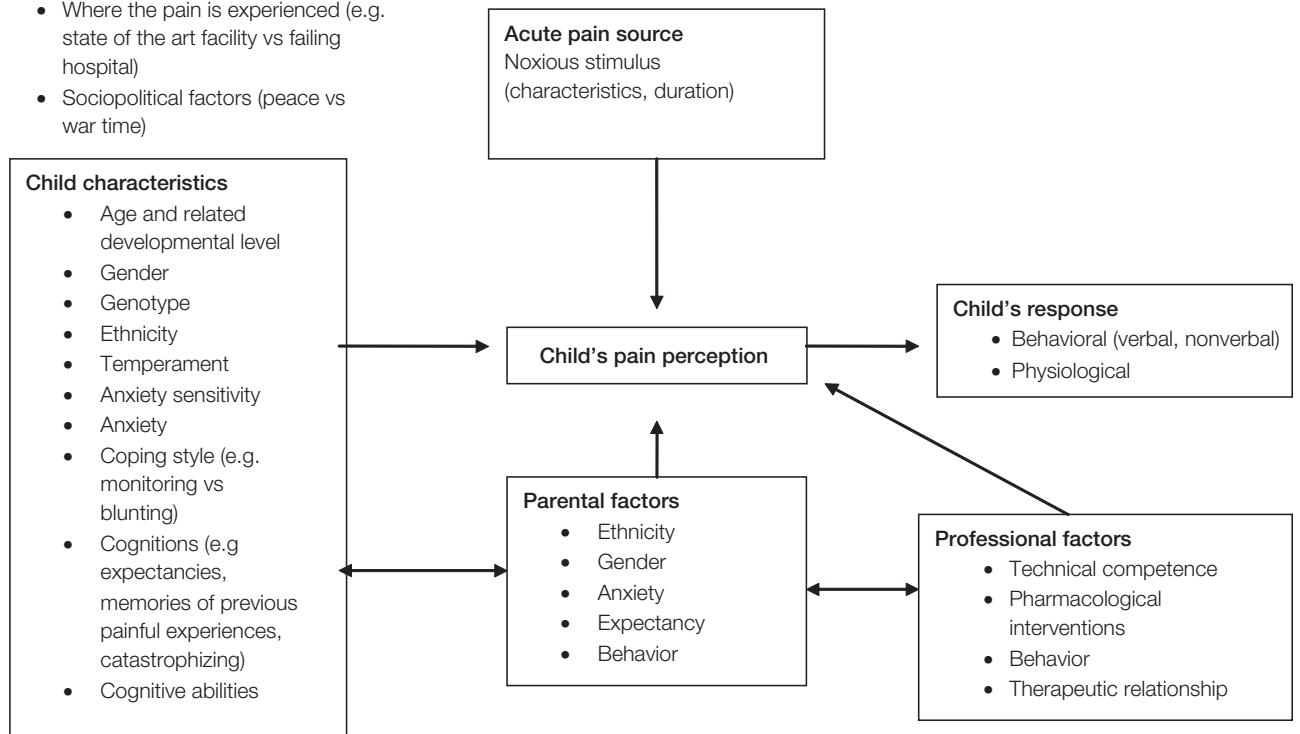 • Where the pain is experienced (e.g.
state of the art facility vs failing
hospital)
• Sociopolitical factors (peace vs
war time)
Acute pain source
Noxious stimulus
(characteristics, duration)
Child characteristics
• Age and related
developmental level
• Gender
• Genotype
• Ethnicity
• Temperament
• Anxiety sensitivity
• Anxiety
• Coping style (e.g.
monitoring vs
blunting)
• Cognitions (e.g
expectancies,
memories of previous
painful experiences,
catastrophizing)
• Cognitive abilities
Child's pain perception
Child's response
• Behavioral (verbal, nonverbal)
• Physiological
Parental factors
• Ethnicity
• Gender
• Anxiety
• Expectancy
• Behavior
Professional factors
• Technical competence
• Pharmacological
interventions
• Behavior
• Therapeutic relationship